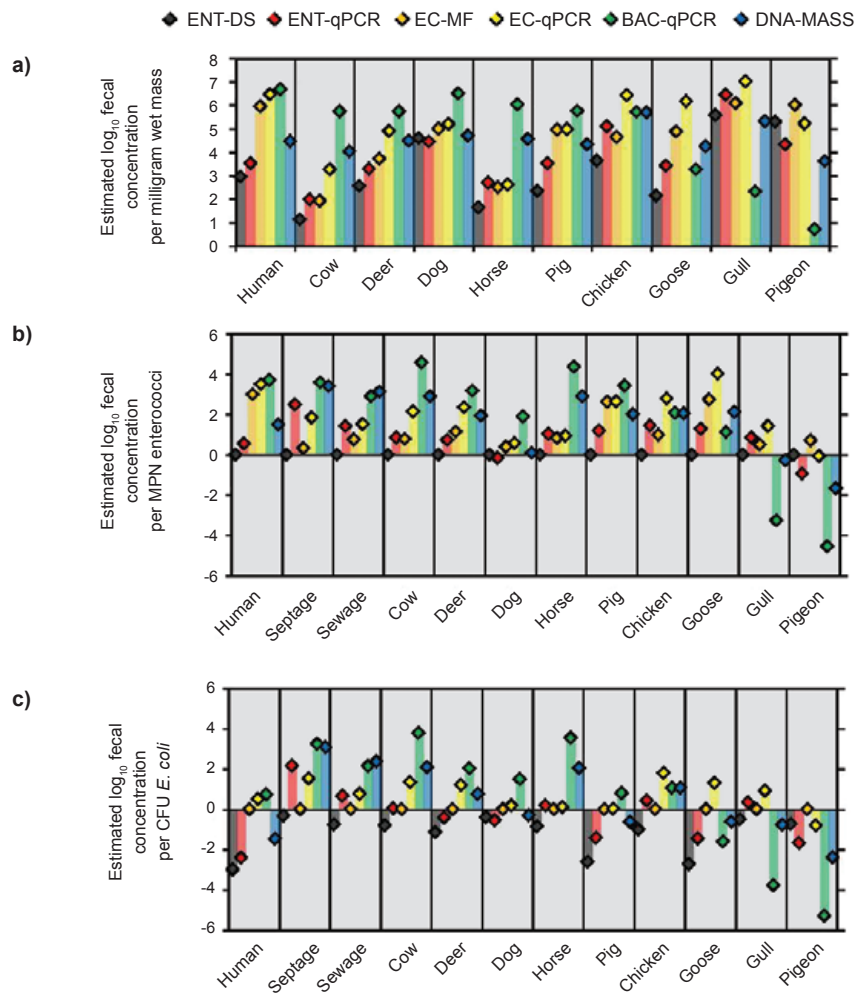 ENT-DS ENT-qPCR EC-MF EC-qPCR BAC-qPCR DNA-MASS
a)
Estimated log10 fecal
concentration
per milligram wet mass
8
7
6
5
4
3
2
1
0
Human Cow Deer Dog Horse Pig Chicken Goose Gull Pigeon
b)
Estimated log10 fecal
concentration
per MPN enterococci
6
4
2
0
-2
-4
-6
Human Septage Sewage Cow Deer Dog Horse Pig Chicken Goose Gull Pigeon
c)
Estimated log10 fecal
concentration
per CFU E. coli
6
4
2
0
-2
-4
-6
Human Septage Sewage Cow Deer Dog Horse Pig Chicken Goose Gull Pigeon